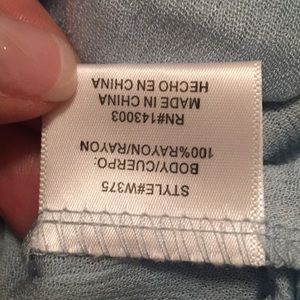 STYLE#W375
BODY/CUERPO:
100%RAYON/RAYON
RN#143003
MADE IN CHINA
HECHO EN CHINA